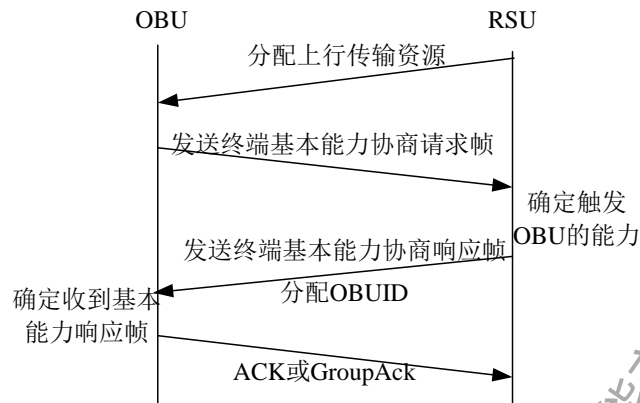 OBU
RSU
分配上行传输资源
发送终端基本能力协商请求帧
确定触发
OBU的能力
发送终端基本能力协商响应帧
分配OBUID
确定收到基本
能力响应帧
ACK或GroupAck